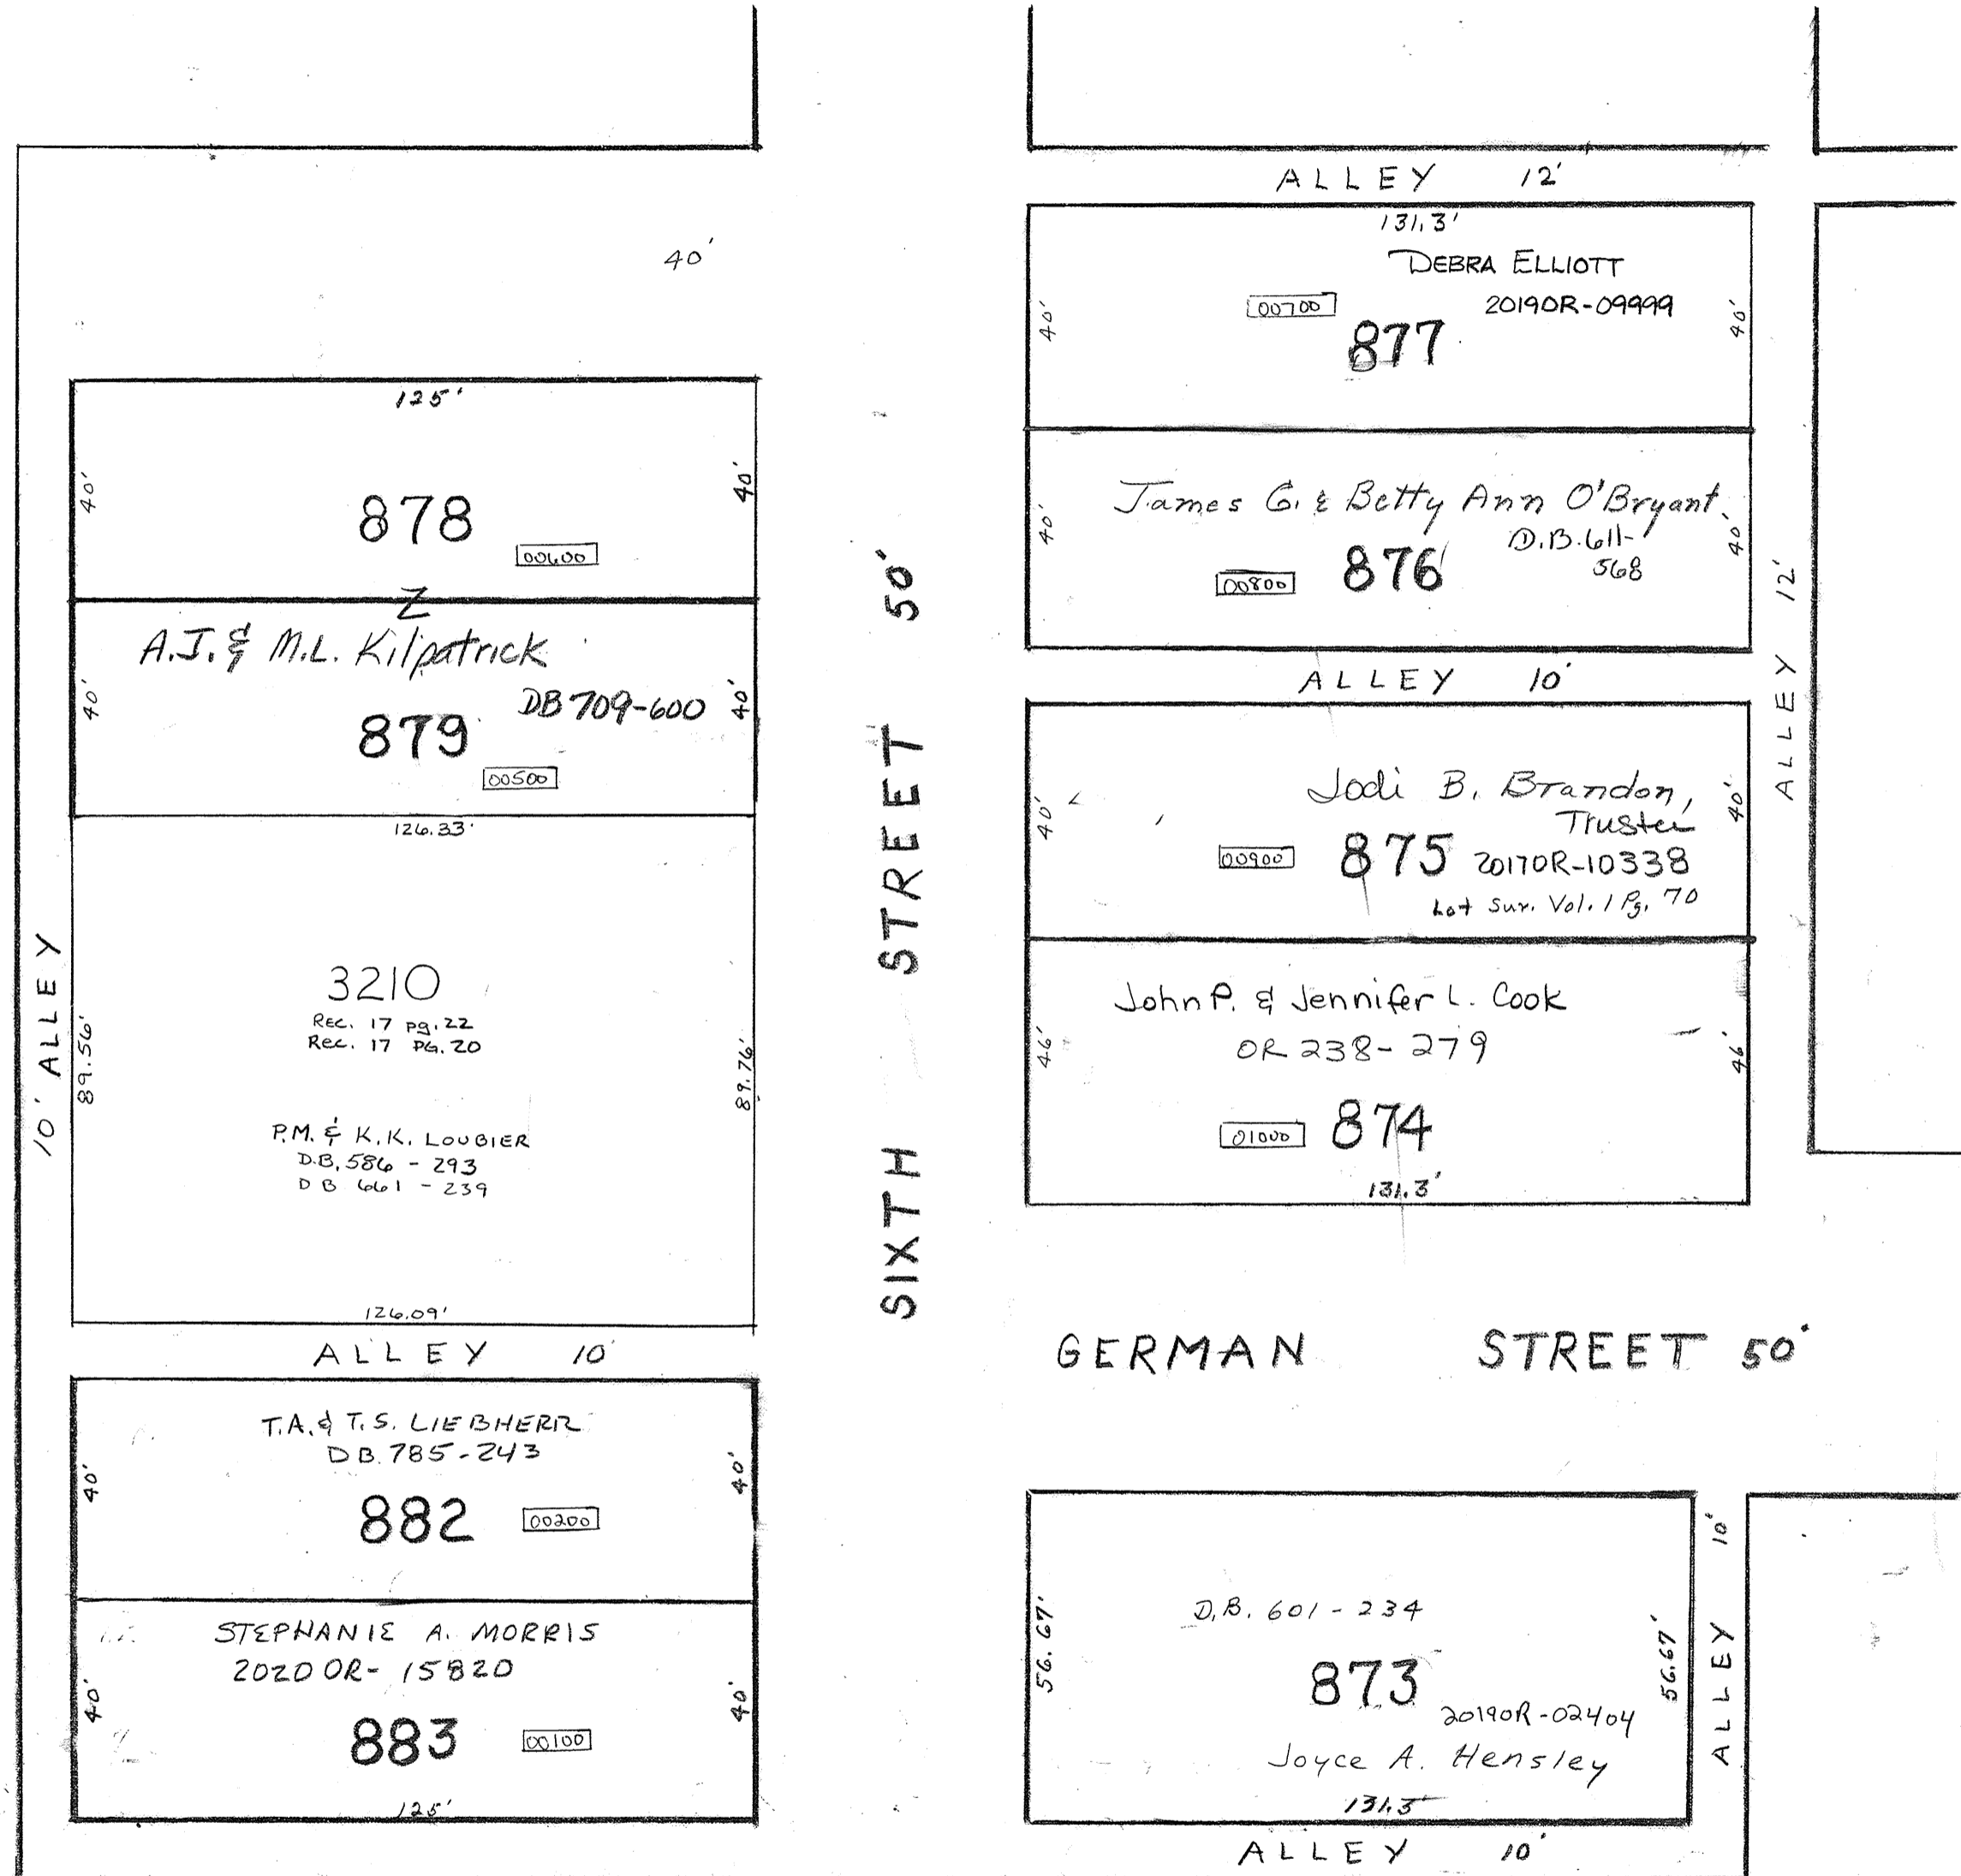 40'
125'
40'
40'
878
00600
Z
A.J. & M.L. Kilpatrick
DB 709-600
40'
40'
879
00500
126.33'
10' ALLEY
3210
REC. 17 pg. 22
REC. 17 PG. 20
89.56'
89.76'
P.M. & K.K. LOUBIER
D.B. 586 - 293
D B 661 - 239
126.09'
ALLEY 10'
T.A. & T.S. LIEBHERR
DB. 785-243
40'
40'
882
00200
STEPHANIE A. MORRIS
2020 OR- 15820
40'
40'
883
00100
125'
SIXTH STREET 50'
ALLEY 12'
131.3'
DEBRA ELLIOTT
2019OR-09999
00700
40'
40'
877
James G. & Betty Ann O'Bryant
D.B. 611-
568
40'
40'
00800
876
ALLEY 10'
ALLEY 12'
Jodi B. Brandon,
Trustee
40'
40'
00900
875
2017OR-10338
Lot Sur. Vol. 1 Pg. 70
John P. & Jennifer L. Cook
OR 238-279
46'
46'
01000
874
131.3'
GERMAN STREET 50'
D.B. 601-234
56.67'
56.67'
873
2019OR-02404
Joyce A. Hensley
131.3'
ALLEY 10'
ALLEY 10'